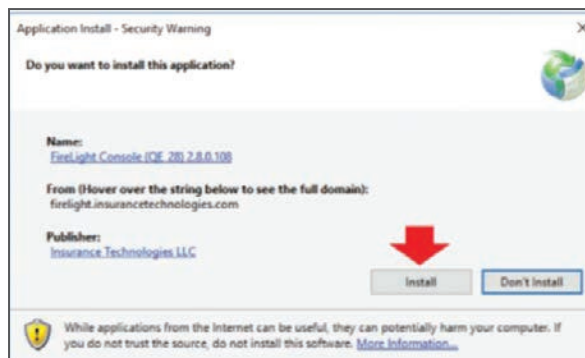 Application Install - Security Warning
Do you want to install this application?
Name:
FireLight Console (QE 28) 2.8.0.108
From (Hover over the string below to see the full domain):
firelight.insurancetechnologies.com
Publisher:
Insurance Technologies LLC
Install
Don't Install
While applications from the Internet can be useful, they can potentially harm your computer. If
you do not trust the source, do not install this software. More Information...